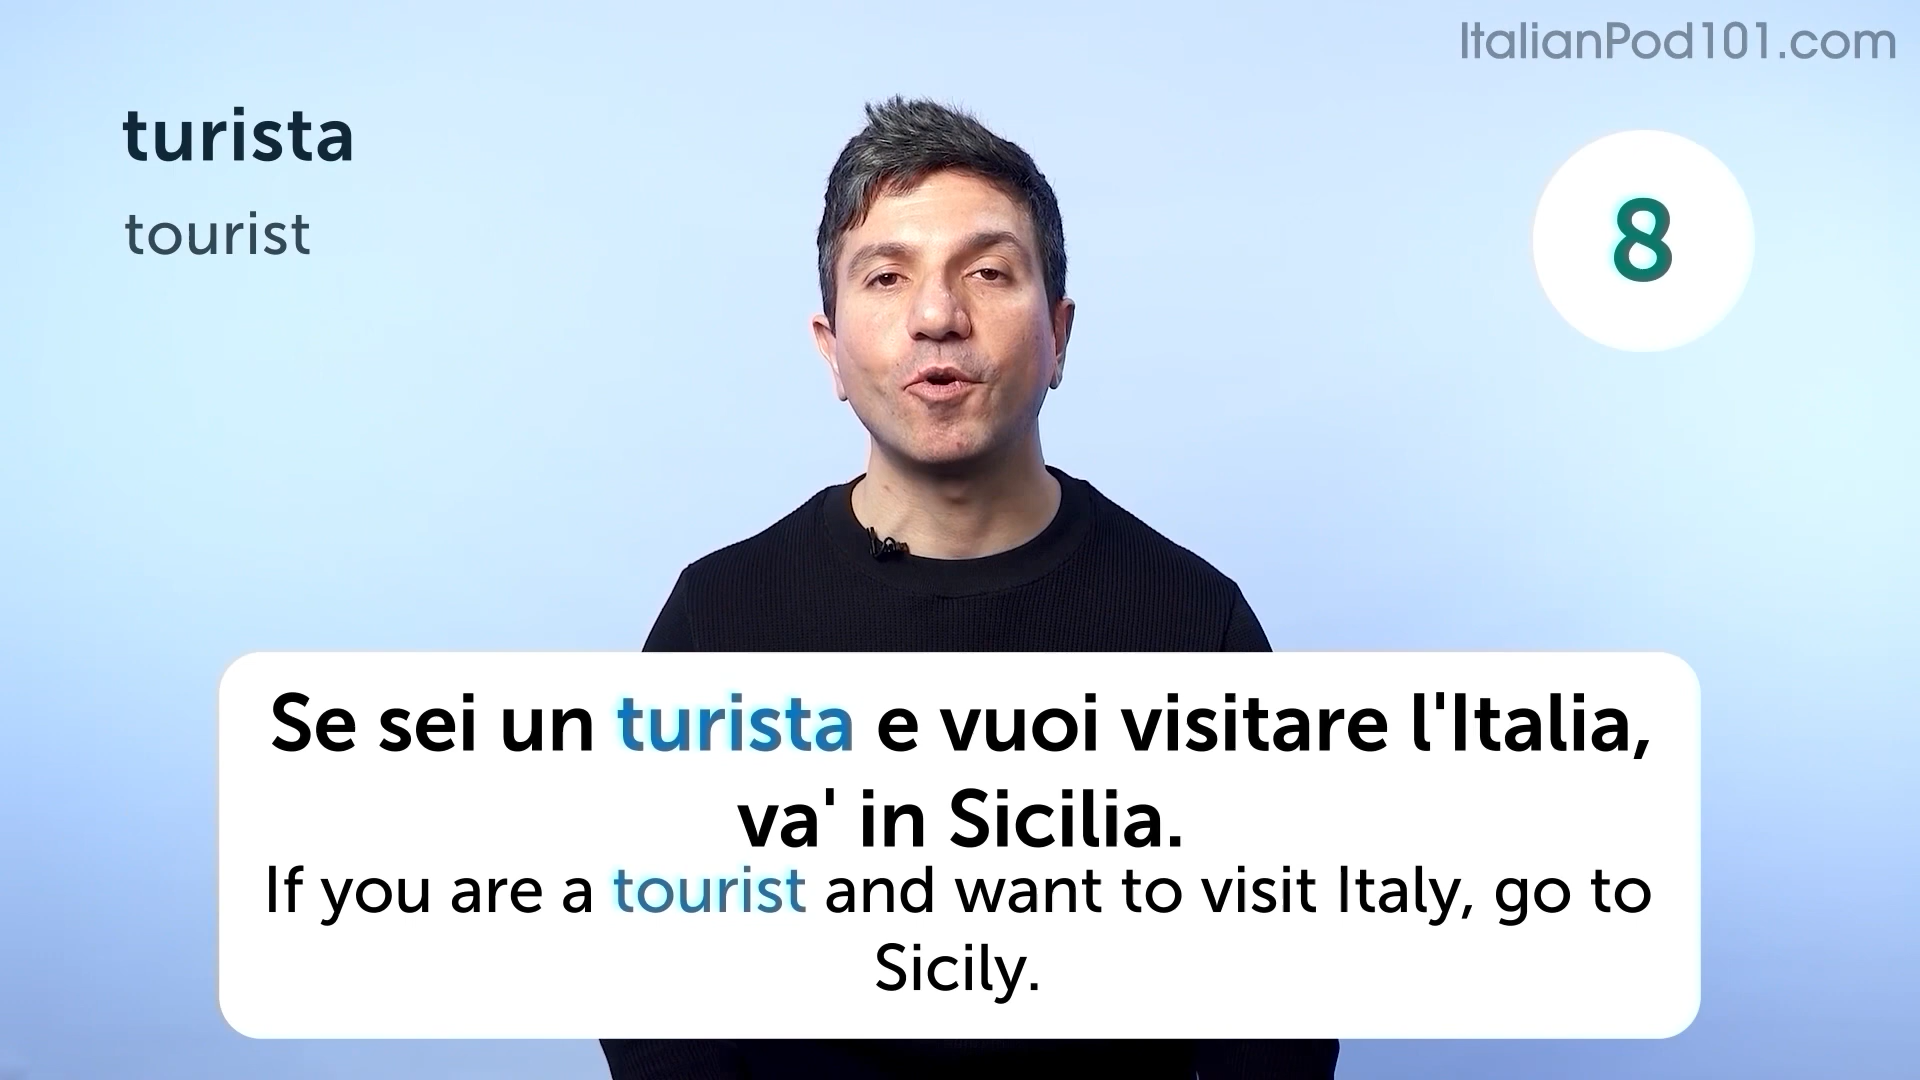 ItalianPod101.com
turista
tourist
8
Se sei un turista e vuoi visitare l'Italia,
va' in Sicilia.
If you are a tourist and want to visit Italy, go to
Sicily.